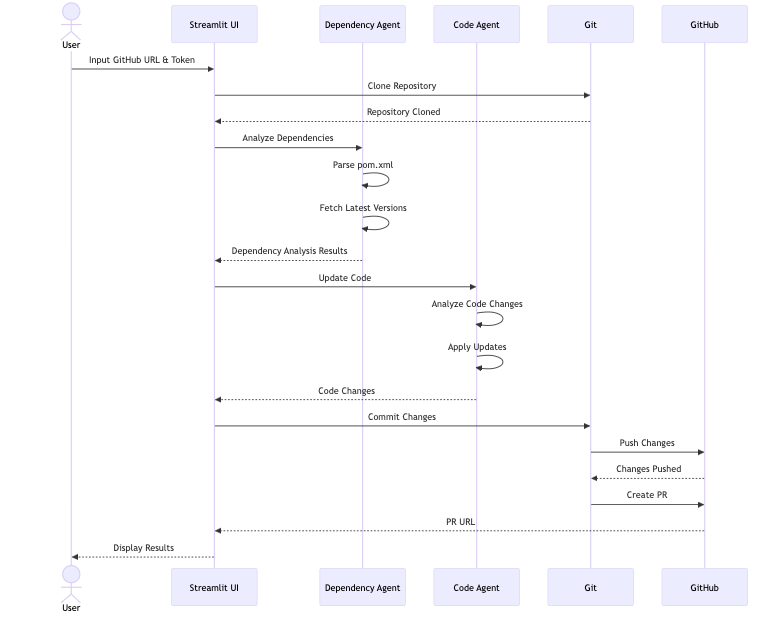 User
Streamlit UI
Dependency Agent
Code Agent
Git
GitHub
Input GitHub URL & Token
Clone Repository
Repository Cloned
Analyze Dependencies
Parse pom.xml
Fetch Latest Versions
Dependency Analysis Results
Update Code
Analyze Code Changes
Apply Updates
Code Changes
Commit Changes
Push Changes
Changes Pushed
Create PR
PR URL
Display Results
User
Streamlit UI
Dependency Agent
Code Agent
Git
GitHub